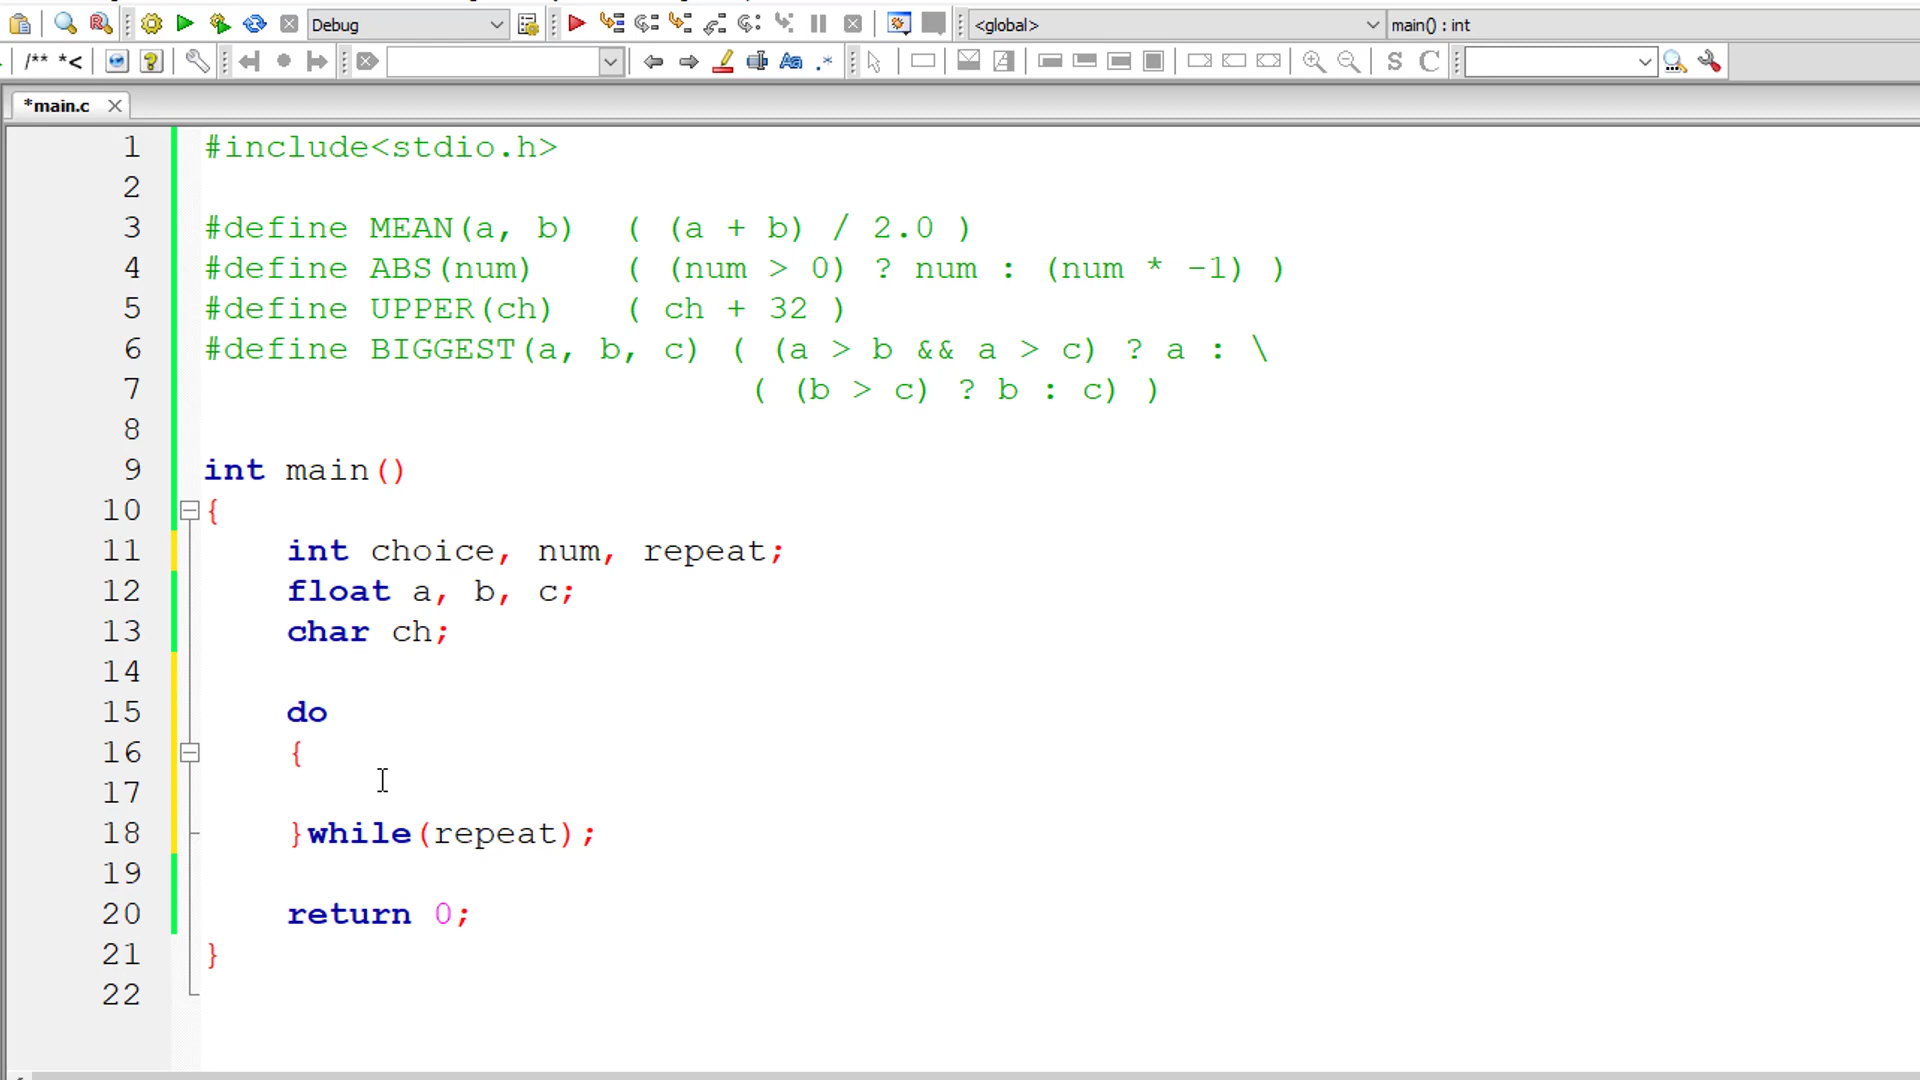 Debug
<global>
main() : int
/** *<
Aa .*
S C
*main.c
1 #include<stdio.h>
2
3 #define MEAN(a, b) ( (a + b) / 2.0 )
4 #define ABS(num) ( (num > 0) ? num : (num * -1) )
5 #define UPPER(ch) ( ch + 32 )
6 #define BIGGEST(a, b, c) ( (a > b && a > c) ? a : \
7 ( (b > c) ? b : c) )
8
9 int main()
10 {
11 int choice, num, repeat;
12 float a, b, c;
13 char ch;
14
15 do
16 {
17
18 }while(repeat);
19
20 return 0;
21 }
22